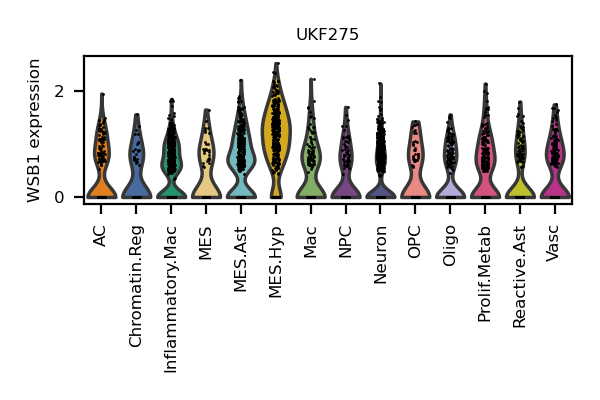 UKF275
WSB1 expression
2
0
AC
Chromatin.Reg
Inflammatory.Mac
MES
MES.Ast
MES.Hyp
Mac
NPC
Neuron
OPC
Oligo
Prolif.Metab
Reactive.Ast
Vasc